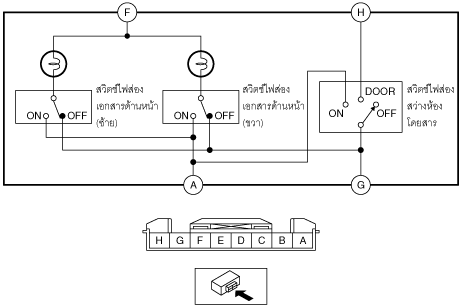 F
H
สวิตช์ไฟส่อง
เอกสารด้านหน้า
(ซ้าย)
ON
OFF
สวิตช์ไฟส่อง
เอกสารด้านหน้า
(ขวา)
ON
OFF
DOOR
ON
OFF
สวิตช์ไฟส่อง
สว่างห้อง
โดยสาร
A
G
H G F E D C B A